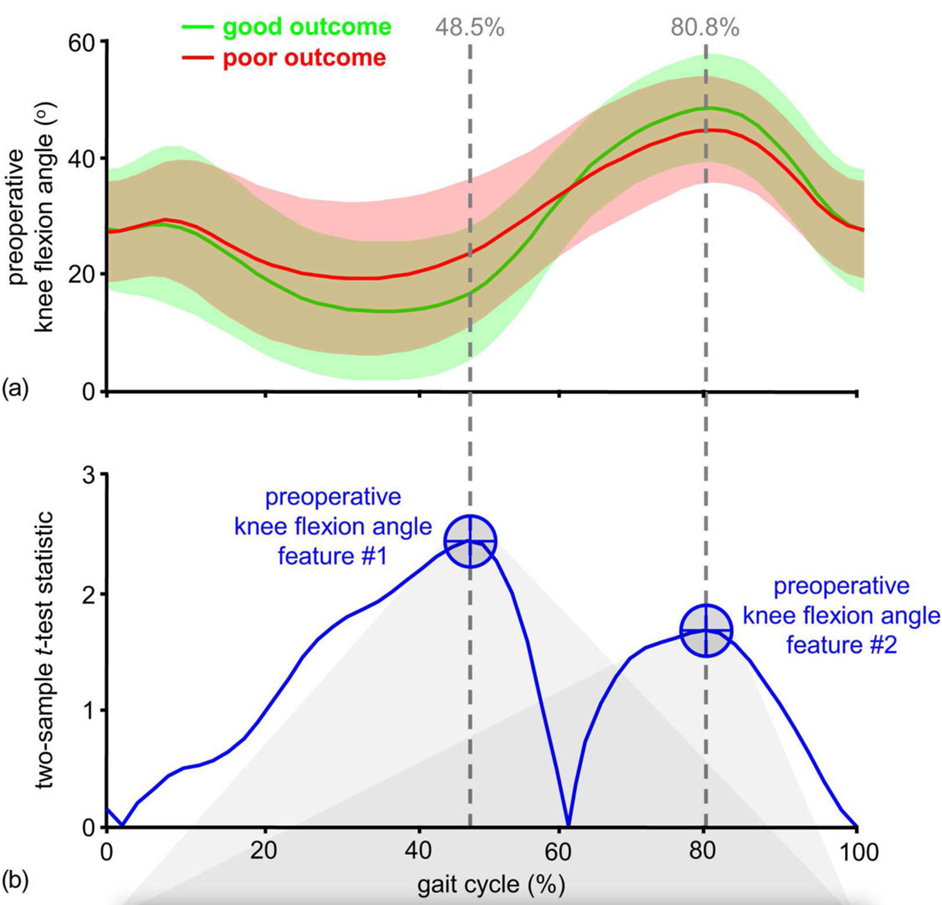 good outcome
poor outcome
48.5%
80.8%
60
40
20
0
preoperative
knee flexion angle (º)
(a)
3
2
1
0
two-sample t-test statistic
preoperative
knee flexion angle
feature #1
preoperative
knee flexion angle
feature #2
0 20 40 60 80 100
gait cycle (%)
(b)